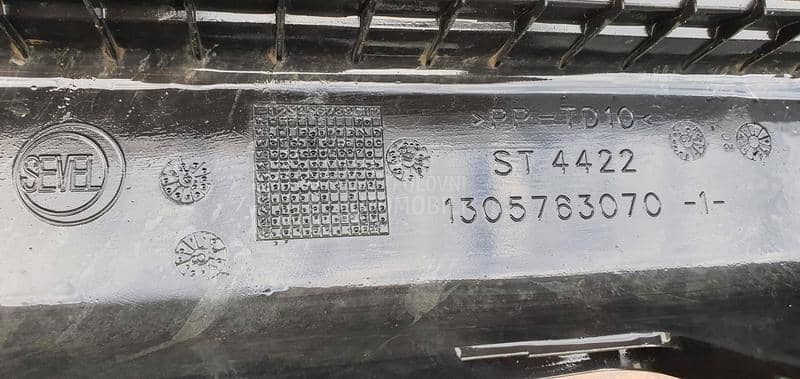 SEVEL
>PP-TD10<
ST 4422
1305763070 -1-